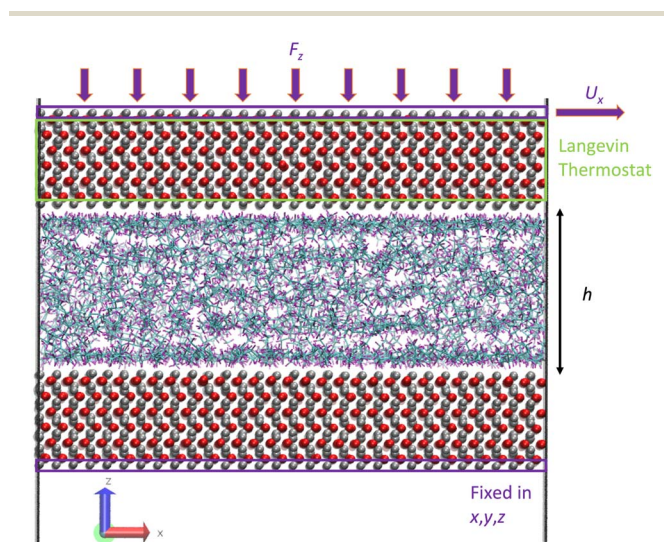 F_z
U_x
Langevin
Thermostat
h
Fixed in
x,y,z
z
x